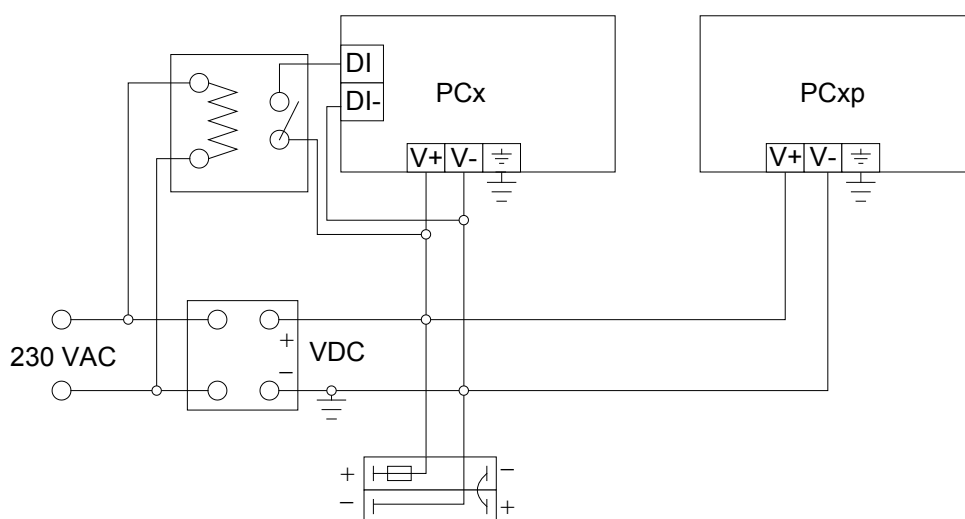 DI
DI-
PCx
PCxp
V+ V-
V+ V-
230 VAC
+
VDC
−
+ −
− +